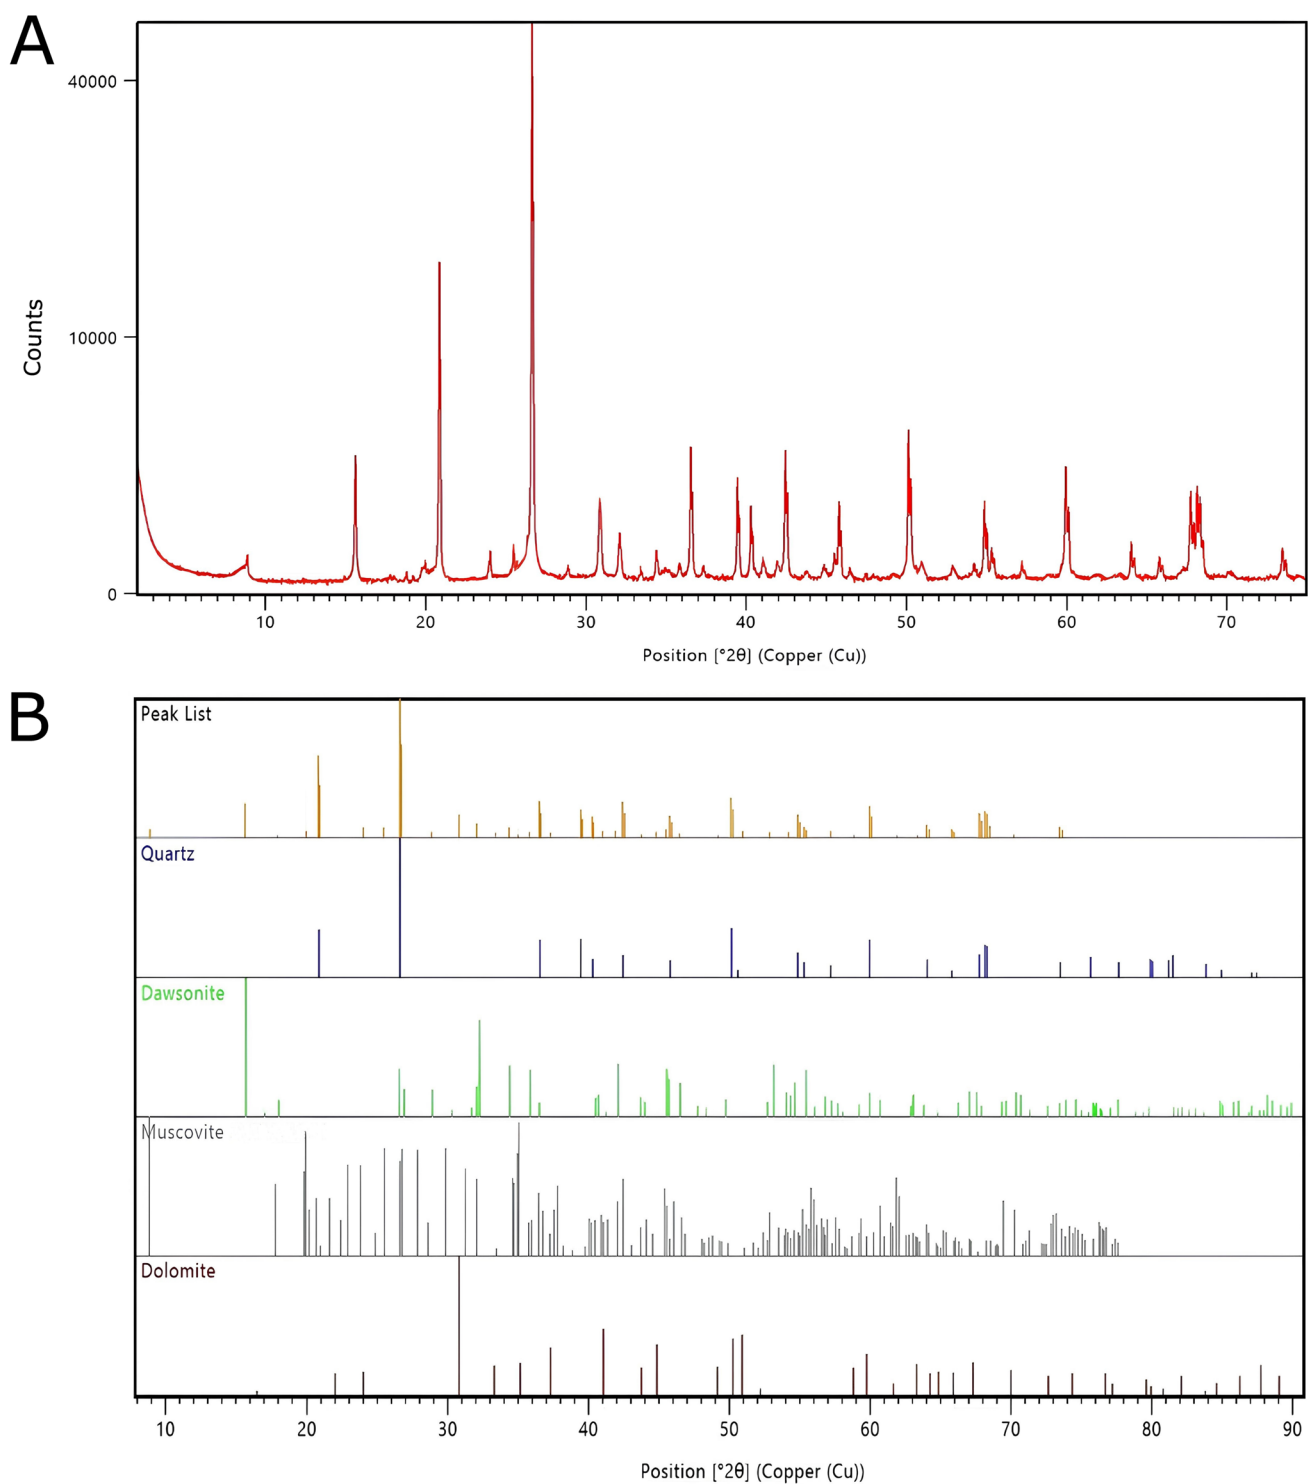 A
40000
10000
0
Counts
10 20 30 40 50 60 70
Position [°2θ] (Copper (Cu))
B
Peak List
Quartz
Dawsonite
Muscovite
Dolomite
10 20 30 40 50 60 70 80 90
Position [°2θ] (Copper (Cu))